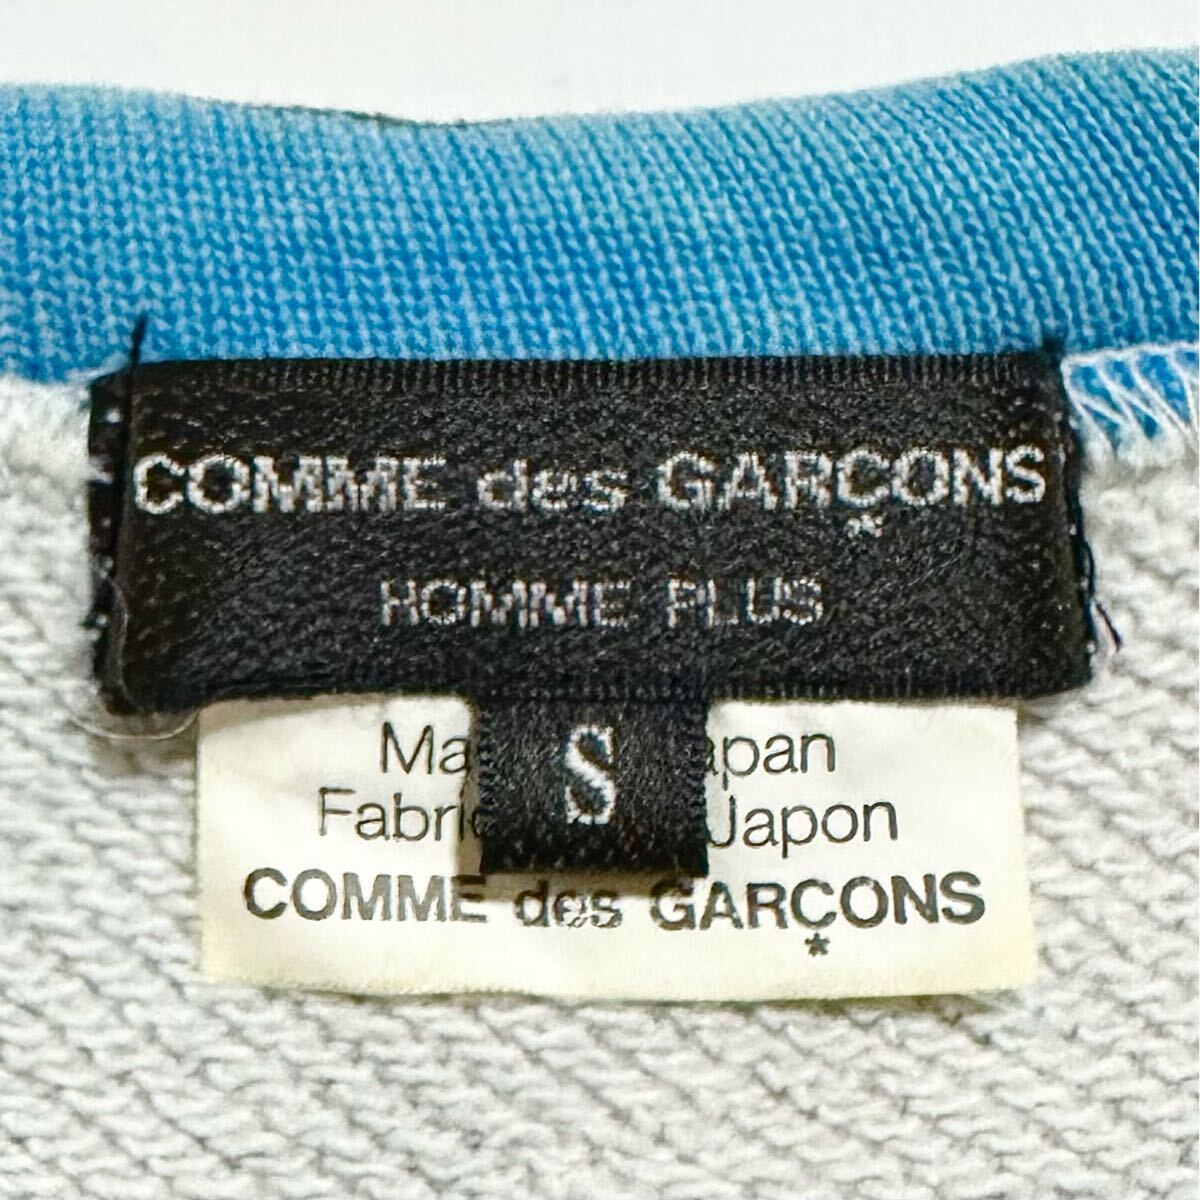 COMME des GARÇONS
HOMME PLUS
S
Ma apan
Fabri Japon
COMME des GARÇONS
*